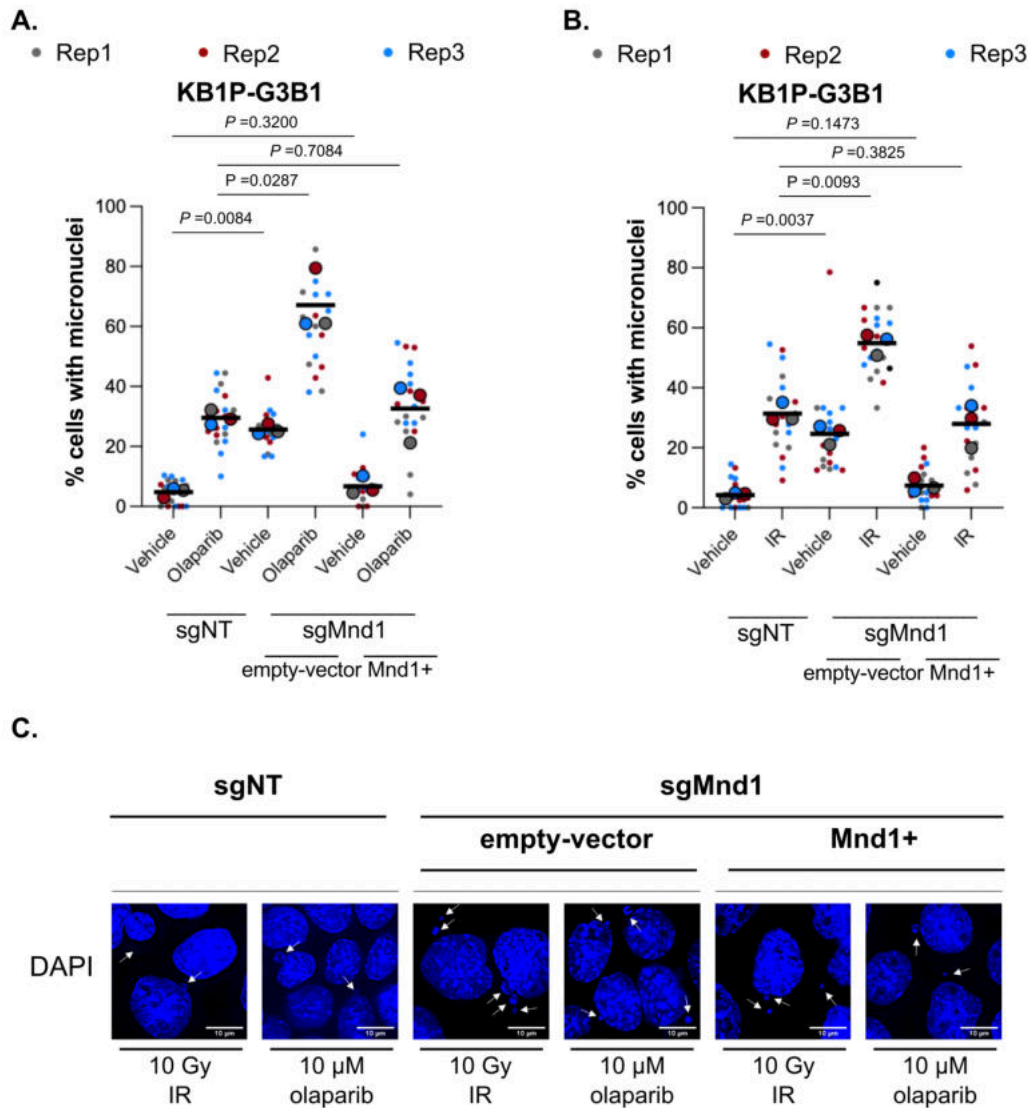 A.
Rep1 Rep2 Rep3
KB1P-G3B1
P =0.3200
P =0.7084
P =0.0287
P =0.0084
% cells with micronuclei
100
80
60
40
20
0
Vehicle Olaparib Vehicle Olaparib Vehicle Olaparib
sgNT sgMnd1
empty-vector Mnd1+
B.
Rep1 Rep2 Rep3
KB1P-G3B1
P =0.1473
P =0.3825
P =0.0093
P =0.0037
% cells with micronuclei
100
80
60
40
20
0
Vehicle IR Vehicle IR Vehicle IR
sgNT sgMnd1
empty-vector Mnd1+
C.
sgNT sgMnd1
empty-vector Mnd1+
DAPI
10 µm 10 µm 10 µm 10 µm 10 µm 10 µm
10 Gy 10 µM 10 Gy 10 µM 10 Gy 10 µM
IR olaparib IR olaparib IR olaparib